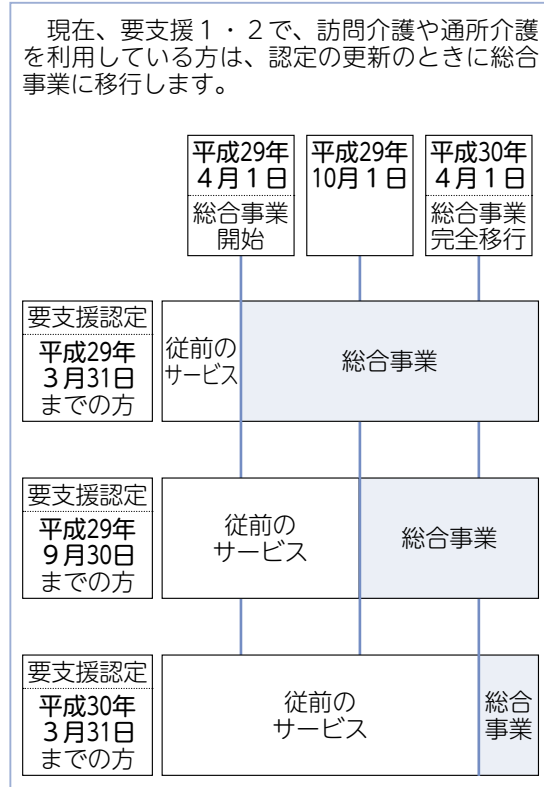 現在、要支援１・２で、訪問介護や通所介護
を利用している方は、認定の更新のときに総合
事業に移行します。
平成29年
４月１日
総合事業
開始
平成29年
10月１日
平成30年
４月１日
総合事業
完全移行
要支援認定
平成29年
３月31日
までの方
従前の
サービス
総合事業
要支援認定
平成29年
９月30日
までの方
従前の
サービス
総合事業
要支援認定
平成30年
３月31日
までの方
従前の
サービス
総合
事業